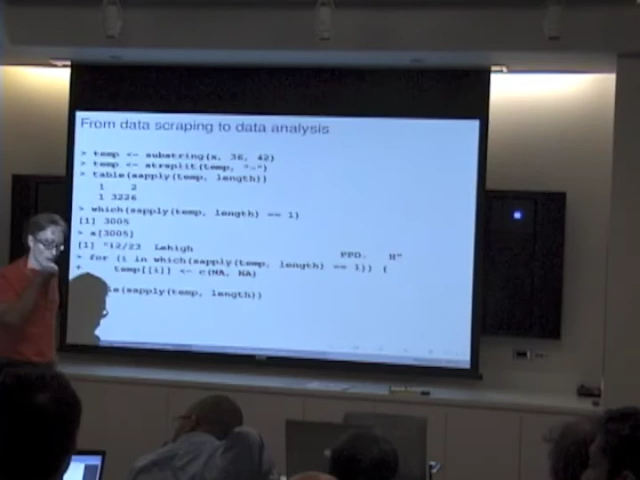 From data scraping to data analysis
> temp <- substring(x, 36, 42)
> temp <- strsplit(temp, "-")
> table(sapply(temp, length))
1 2
1 3226
> which(sapply(temp, length) == 1)
[1] 3005
> x[3005]
[1] "12/23 Lehigh PPD. H"
> for (i in which(sapply(temp, length) == 1)) {
+ temp[[i]] <- c(NA, NA)
(sapply(temp, length))